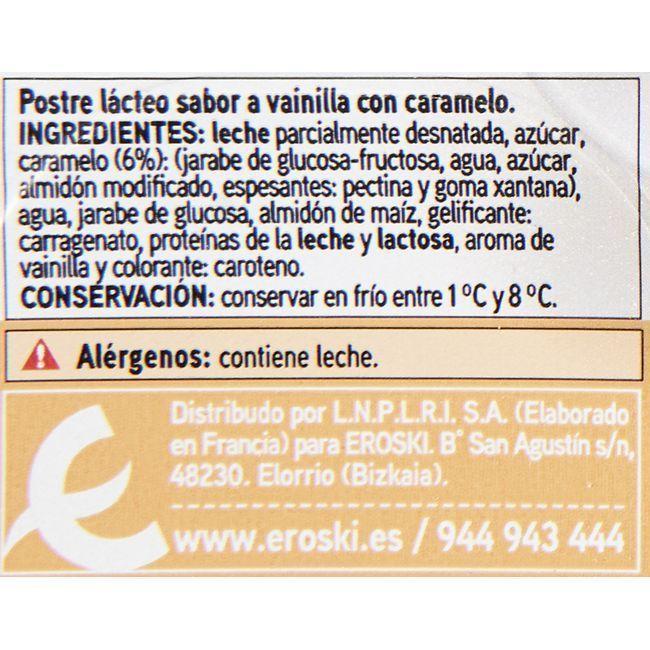 Postre lácteo sabor a vainilla con caramelo.
INGREDIENTES: leche parcialmente desnatada, azúcar,
caramelo (6%): (jarabe de glucosa-fructosa, agua, azúcar,
almidón modificado, espesantes: pectina y goma xantana),
agua, jarabe de glucosa, almidón de maíz, gelificante:
carragenato, proteínas de la leche y lactosa, aroma de
vainilla y colorante: caroteno.
CONSERVACIÓN: conservar en frío entre 1 ºC y 8 ºC.
Alérgenos: contiene leche.
Distribudo por L.N.P.L.R.I. S.A. (Elaborado
en Francia) para EROSKI. Bº San Agustín s/n,
48230. Elorrio (Bizkaia).
www.eroski.es / 944 943 444